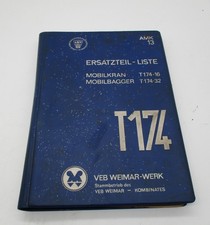 AMK
13
ERSATZTEIL-LISTE
MOBILKRAN T174-16
MOBILBAGGER T174-32
T174
VEB WEIMAR-WERK
Stammbetrieb des
VEB WEIMAR - KOMBINATES